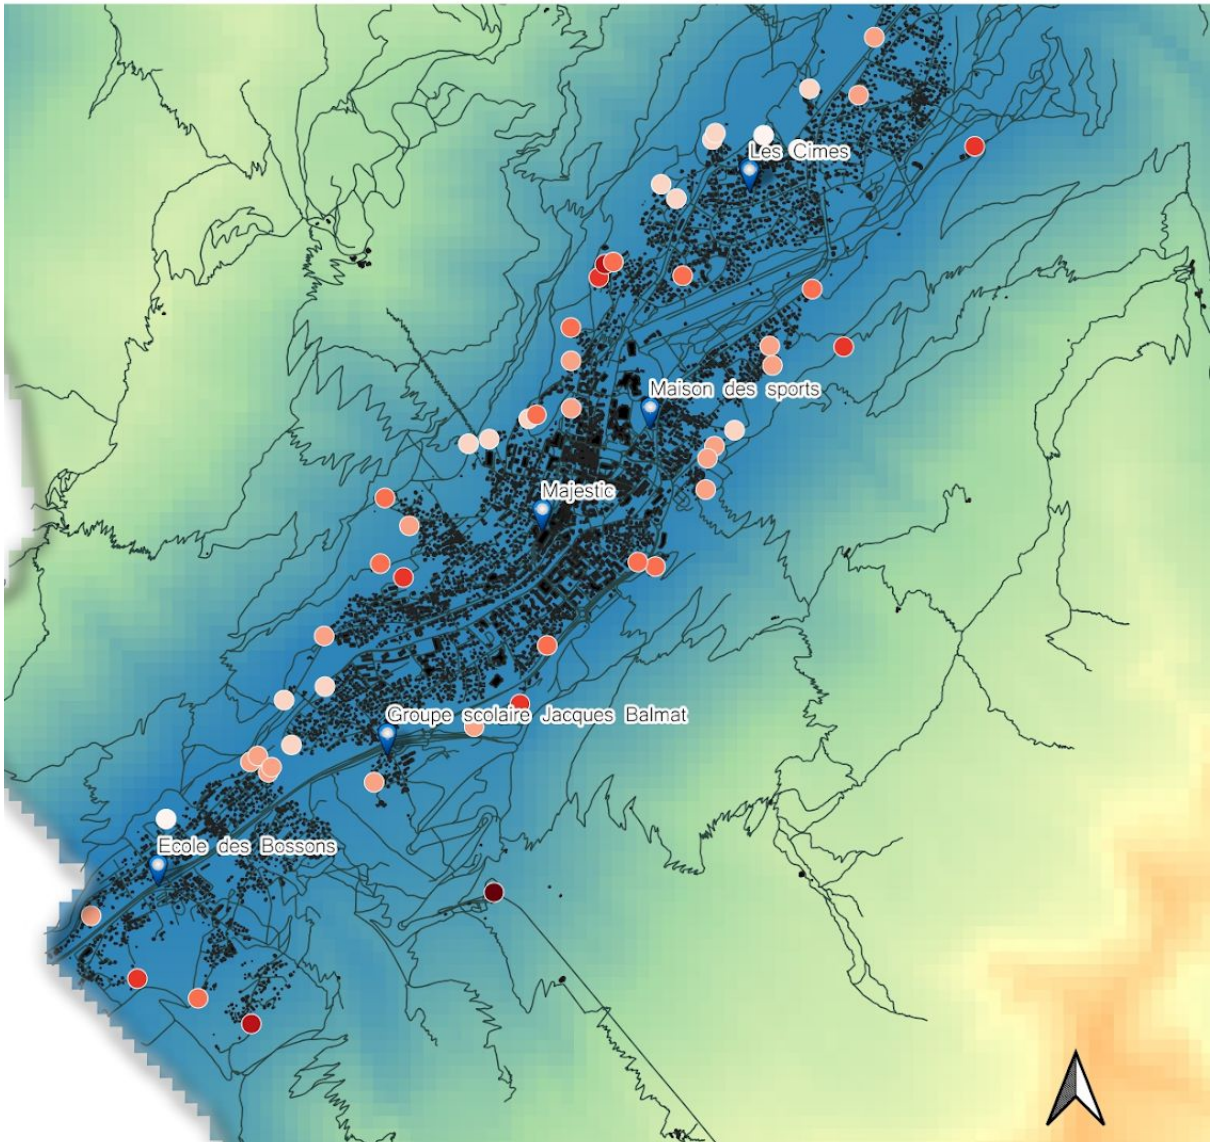 Les Cimes
Maison des sports
Majestic
Groupe scolaire Jacques Balmat
Ecole des Bossons